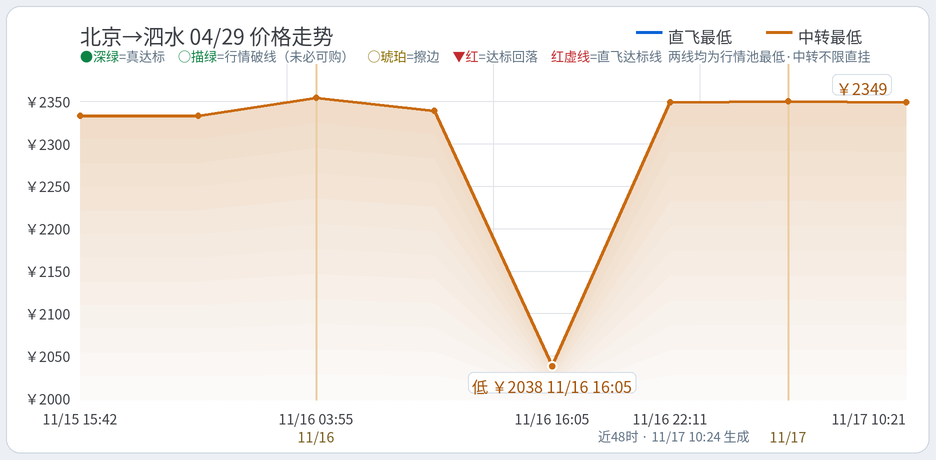 北京→泗水 04/29 价格走势
直飞最低 中转最低
●深绿=真达标 ○描绿=行情破线（未必可购） ○琥珀=擦边 ▼红=达标回落 红虚线=直飞达标线 两线均为行情池最低·中转不限直挂
￥2349
￥2350
￥2300
￥2250
￥2200
￥2150
￥2100
￥2050
￥2000
低 ￥2038 11/16 16:05
11/15 15:42 11/16 03:55 11/16 16:05 11/16 22:11 11/17 10:21
11/16 近48时 · 11/17 10:24 生成 11/17